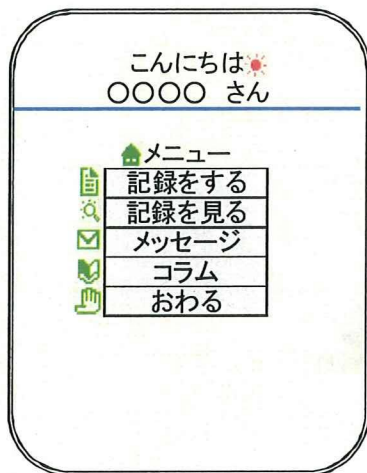 こんにちは
○○○○ さん
メニュー
記録をする
記録を見る
メッセージ
コラム
おわる